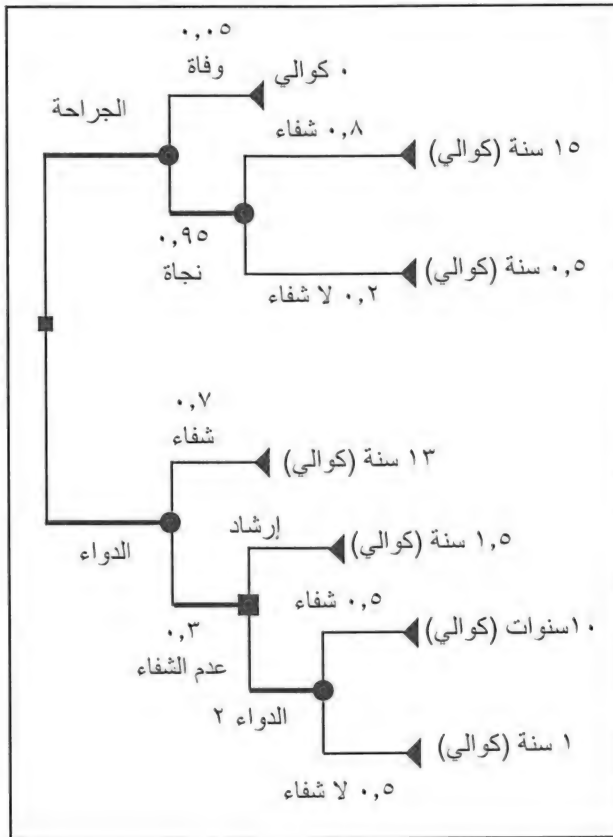 ٠,٠٥
وفاة
٠ كوالي
الجراحة
٠,٨ شفاء
١٥ سنة (كوالي)
٠,٩٥
نجاة
٠,٥ سنة (كوالي)
٠,٢ لا شفاء
٠,٧
شفاء
١٣ سنة (كوالي)
الدواء
إرشاد
١,٥ سنة (كوالي)
٠,٣
عدم الشفاء
٠,٥ شفاء
١٠سنوات (كوالي)
الدواء ٢
١ سنة (كوالي)
٠,٥ لا شفاء